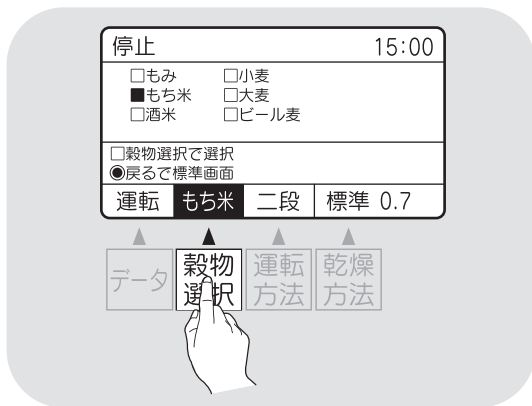 停止 15:00
□もみ □小麦
■もち米 □大麦
□酒米 □ビール麦
□穀物選択で選択
◉戻るで標準画面
運転 もち米 二段 標準 0.7
データ 穀物選択 運転方法 乾燥方法